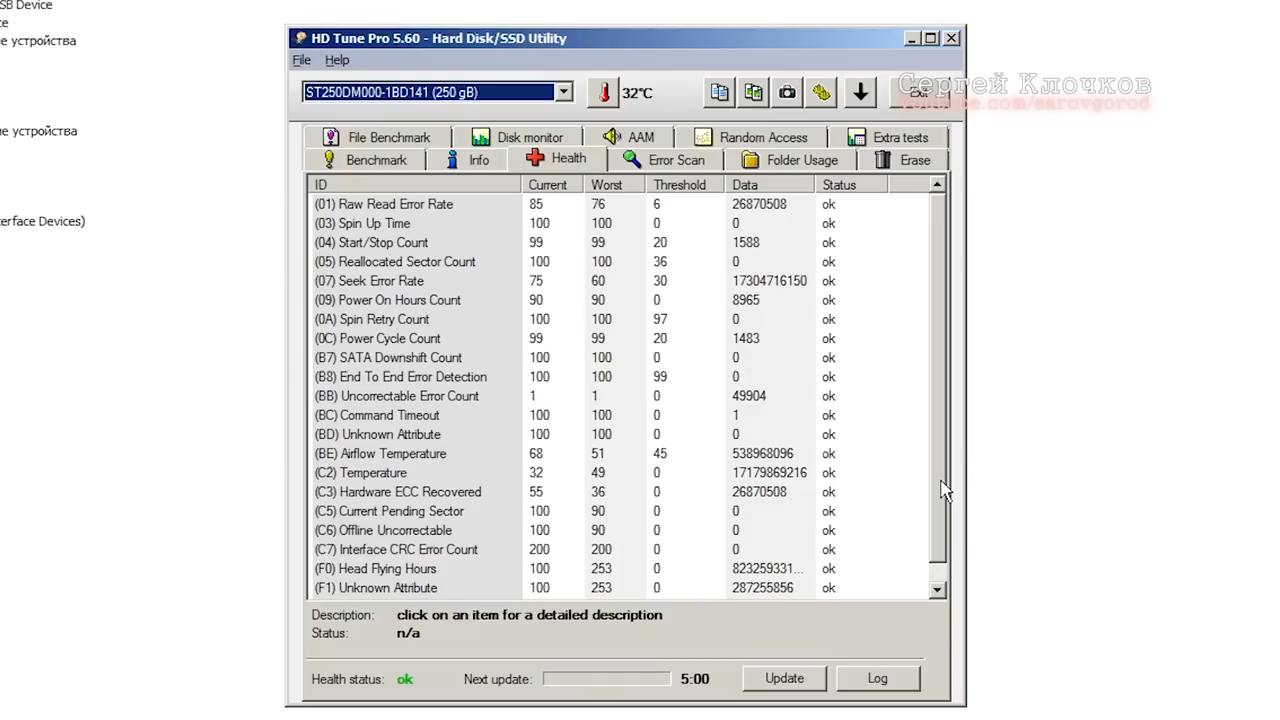 SB Device
ce
е устройства
ие устройства
erface Devices)
HD Tune Pro 5.60 - Hard Disk/SSD Utility
File Help
ST250DM000-1BD141 (250 gB) 32°C Exit
Сергей Клочков
youtube.com/sarovgorod
File Benchmark Disk monitor AAM Random Access Extra tests
Benchmark Info Health Error Scan Folder Usage Erase
ID Current Worst Threshold Data Status
(01) Raw Read Error Rate 85 76 6 26870508 ok
(03) Spin Up Time 100 100 0 0 ok
(04) Start/Stop Count 99 99 20 1588 ok
(05) Reallocated Sector Count 100 100 36 0 ok
(07) Seek Error Rate 75 60 30 17304716150 ok
(09) Power On Hours Count 90 90 0 8965 ok
(0A) Spin Retry Count 100 100 97 0 ok
(0C) Power Cycle Count 99 99 20 1483 ok
(B7) SATA Downshift Count 100 100 0 0 ok
(B8) End To End Error Detection 100 100 99 0 ok
(BB) Uncorrectable Error Count 1 1 0 49904 ok
(BC) Command Timeout 100 100 0 1 ok
(BD) Unknown Attribute 100 100 0 0 ok
(BE) Airflow Temperature 68 51 45 538968096 ok
(C2) Temperature 32 49 0 17179869216 ok
(C3) Hardware ECC Recovered 55 36 0 26870508 ok
(C5) Current Pending Sector 100 90 0 0 ok
(C6) Offline Uncorrectable 100 90 0 0 ok
(C7) Interface CRC Error Count 200 200 0 0 ok
(F0) Head Flying Hours 100 253 0 823259331... ok
(F1) Unknown Attribute 100 253 0 287255856 ok
Description: click on an item for a detailed description
Status: n/a
Health status: ok Next update: 5:00 Update Log